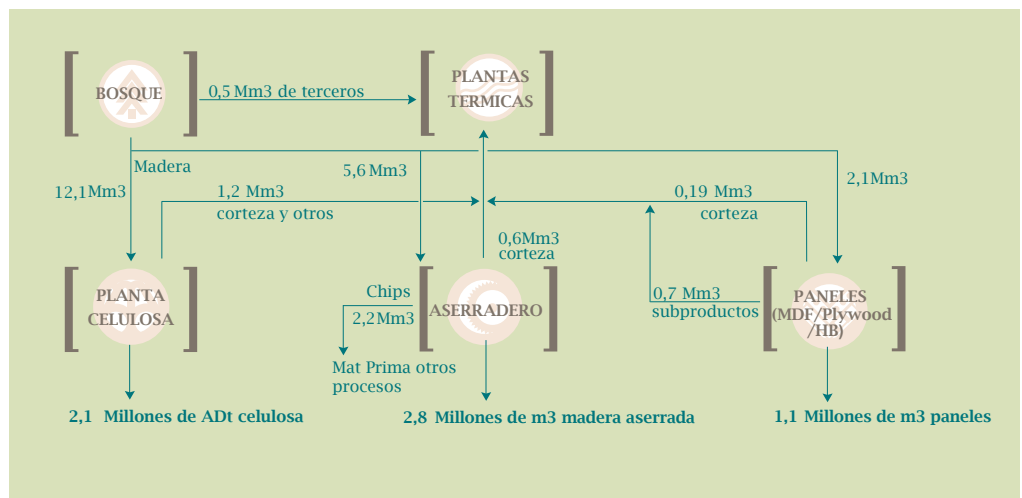 BOSQUE
0,5 Mm3 de terceros
PLANTAS
TERMICAS
Madera
12,1Mm3
5,6 Mm3
2,1Mm3
1,2 Mm3
corteza y otros
0,19 Mm3
corteza
0,6Mm3
corteza
PLANTA
CELULOSA
Chips
2,2Mm3
ASERRADERO
0,7 Mm3
subproductos
PANELES
(MDF/Plywood
/HB)
Mat Prima otros
procesos
2,1 Millones de ADt celulosa
2,8 Millones de m3 madera aserrada
1,1 Millones de m3 paneles